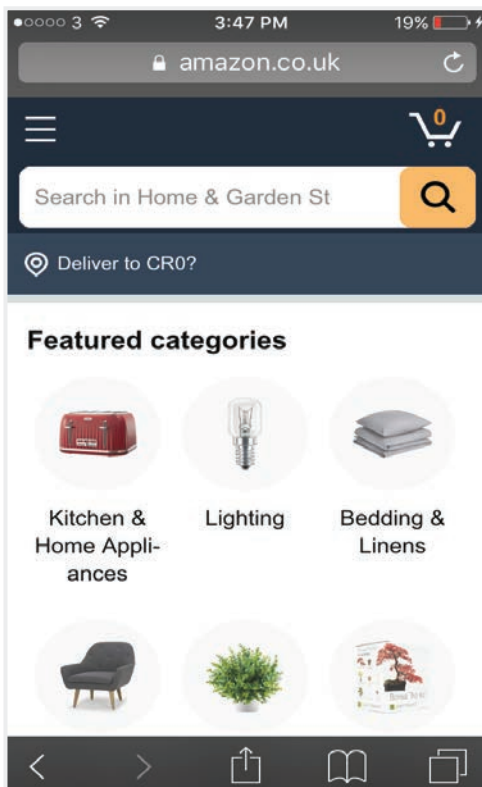 3 3:47 PM 19%
amazon.co.uk
0
Search in Home & Garden St
Deliver to CR0?
Featured categories
Kitchen & Lighting Bedding &
Home Appli- Linens
ances